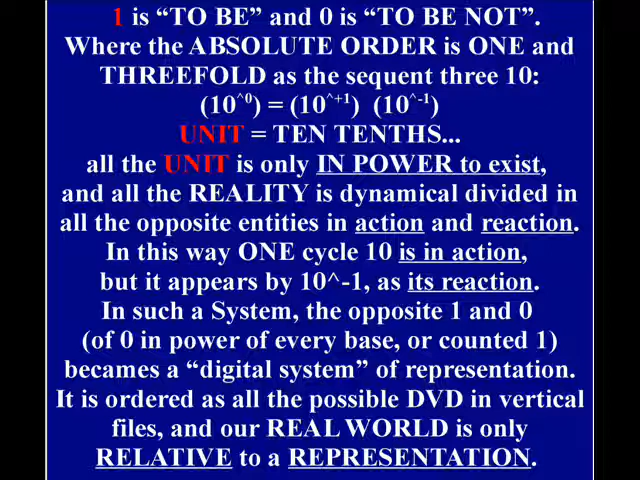 1 is “TO BE” and 0 is “TO BE NOT”.
Where the ABSOLUTE ORDER is ONE and
THREEFOLD as the sequent three 10:
(10^0) = (10^+1) (10^-1)
UNIT = TEN TENTHS...
all the UNIT is only IN POWER to exist,
and all the REALITY is dynamical divided in
all the opposite entities in action and reaction.
In this way ONE cycle 10 is in action,
but it appears by 10^-1, as its reaction.
In such a System, the opposite 1 and 0
(of 0 in power of every base, or counted 1)
becames a “digital system” of representation.
It is ordered as all the possible DVD in vertical
files, and our REAL WORLD is only
RELATIVE to a REPRESENTATION.